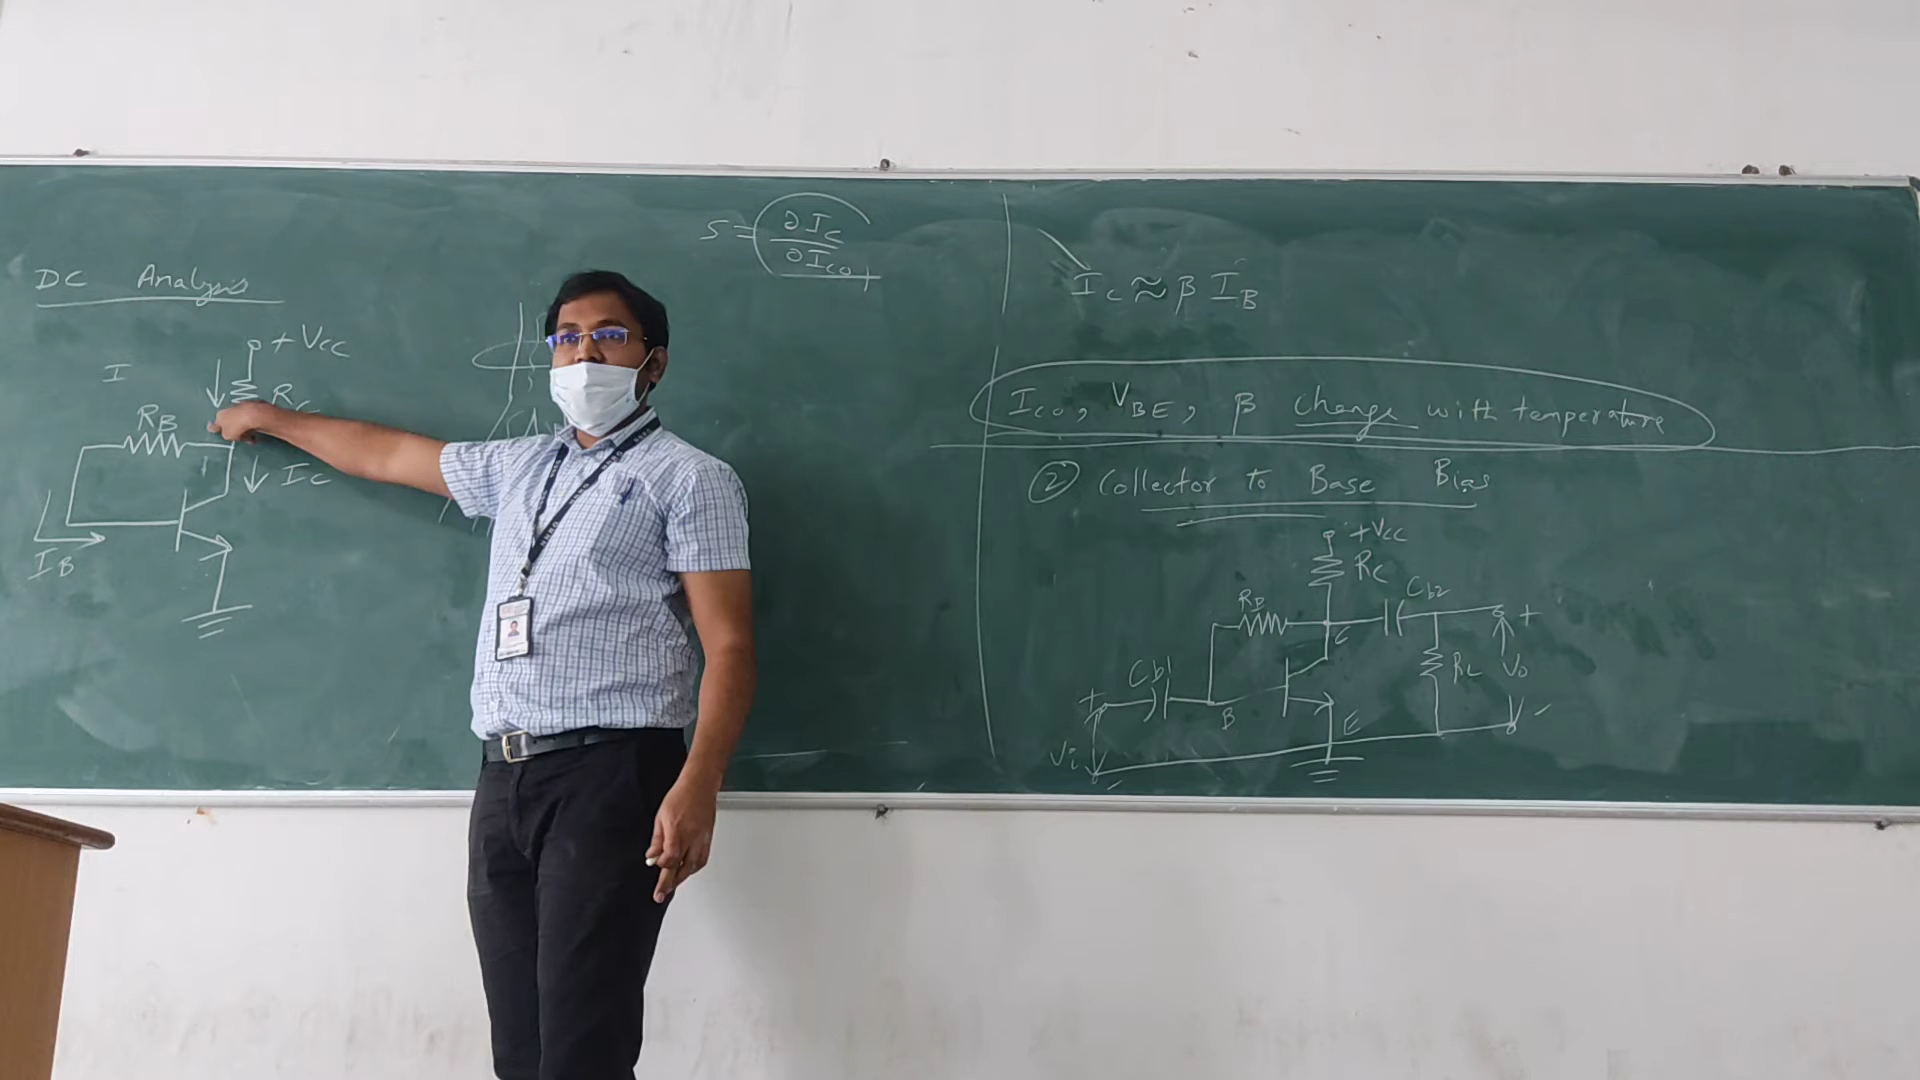 DC Analysis
+ VCC
I
RB
RC
IC
IB
S = ∂IC
∂ICO
IC ≈ β IB
ICO, VBE, β change with temperature
② Collector to Base Bias
+VCC
RC
Cb2
RB
C
+
RL
Vo
Cb1
+
B
E
-
Vi
-